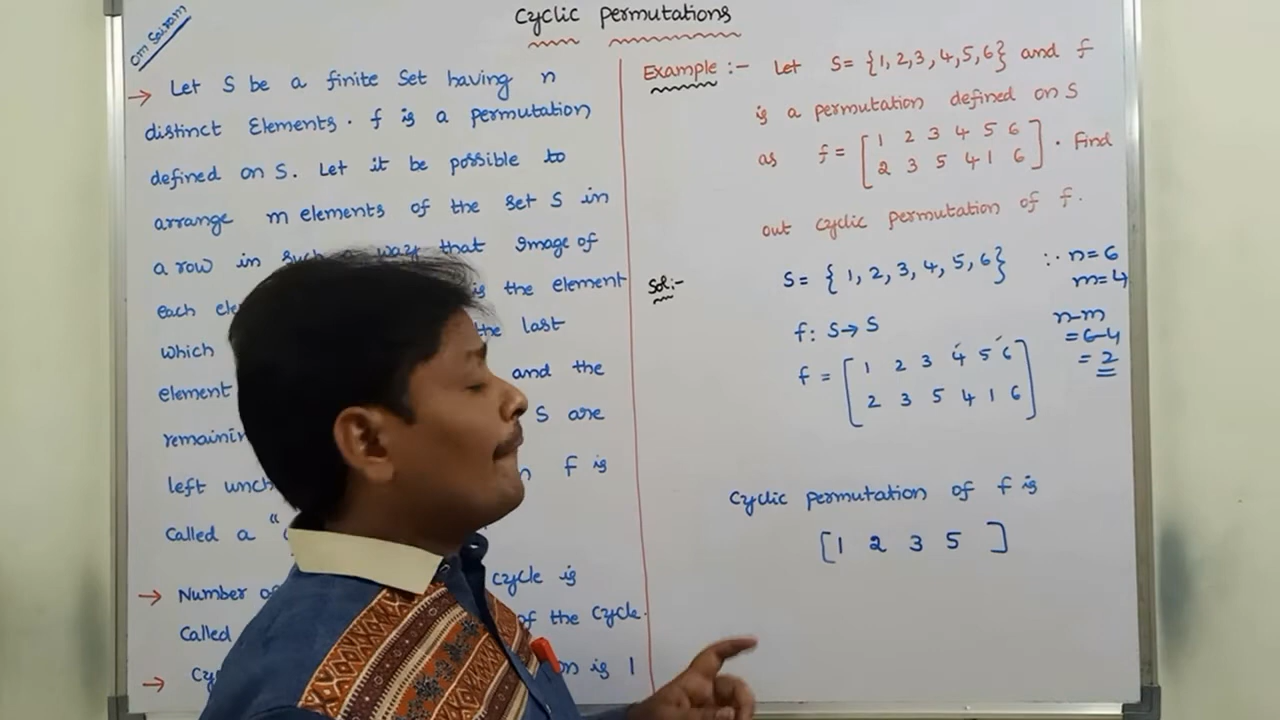 Om Sairam
Cyclic permutations
→ Let S be a finite Set having n
distinct Elements. f is a permutation
defined on S. Let it be possible to
arrange m elements of the set S in
a row in such a way that Image of
each is the element
which the last
element and the
S are
left f is
Called a "
→ Number cycle is
Called of the Cycle.
→ is 1
Example :- Let S= {1,2,3,4,5,6} and f
is a permutation defined on S
as f = [1 2 3 4 5 6
2 3 5 4 1 6] . Find
out cyclic permutation of f.
Sol:- S= {1,2,3,4,5,6} ∴ n=6
m=4
n-m
=6-4
=2
f: S→S
f = [1 2 3 4 5 6
2 3 5 4 1 6]
Cyclic permutation of f is
[1 2 3 5 ]